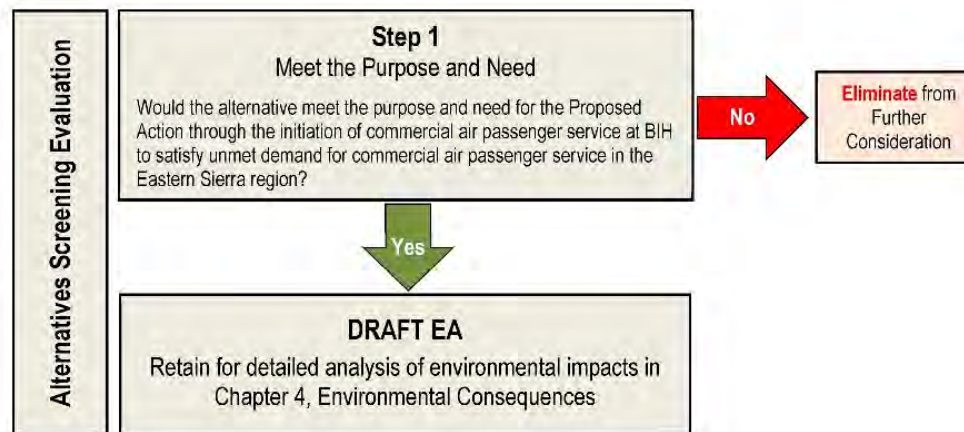 Alternatives Screening Evaluation
Step 1
Meet the Purpose and Need
Would the alternative meet the purpose and need for the Proposed
Action through the initiation of commercial air passenger service at BIH
to satisfy unmet demand for commercial air passenger service in the
Eastern Sierra region?
No
Eliminate from
Further
Consideration
Yes
DRAFT EA
Retain for detailed analysis of environmental impacts in
Chapter 4, Environmental Consequences